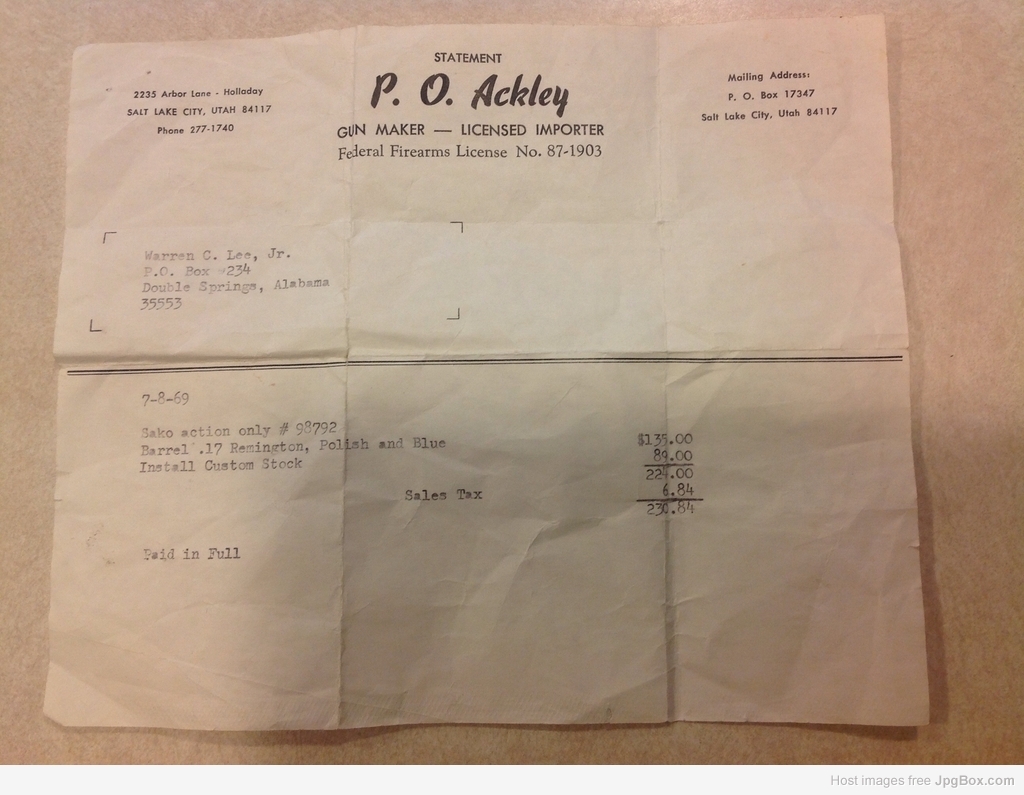 STATEMENT
P. O. Ackley
GUN MAKER — LICENSED IMPORTER
Federal Firearms License No. 87-1903
2235 Arbor Lane - Holladay
SALT LAKE CITY, UTAH 84117
Phone 277-1740
Mailing Address:
P. O. Box 17347
Salt Lake City, Utah 84117
Warren C. Lee, Jr.
P.O. Box 234
Double Springs, Alabama
35553
7-8-69
Sako action only # 98792 $135.00
Barrel .17 Remington, Polish and Blue 89.00
Install Custom Stock 224.00
Sales Tax 6.84
230.84
Paid in Full
Host images free JpgBox.com